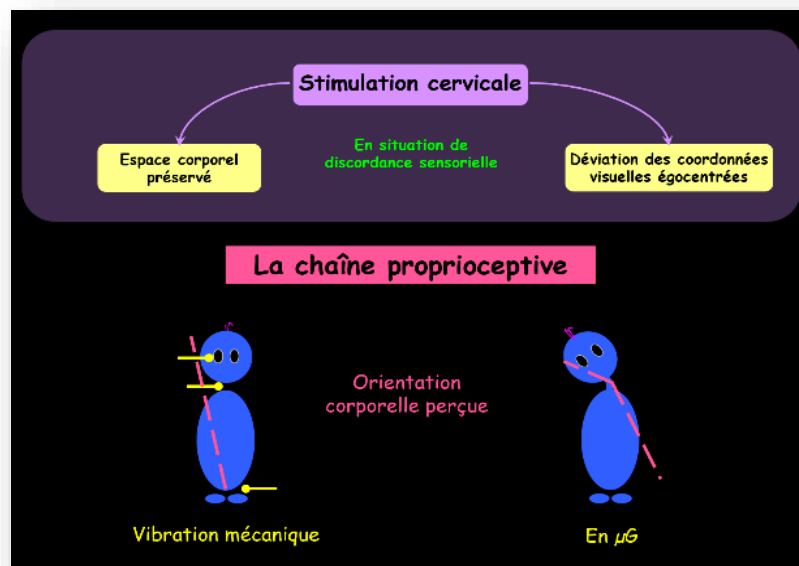 Stimulation cervicale
En situation de
discordance sensorielle
Espace corporel
préservé
Déviation des coordonnées
visuelles égocentrées
La chaîne proprioceptive
Orientation
corporelle perçue
Vibration mécanique
En µG